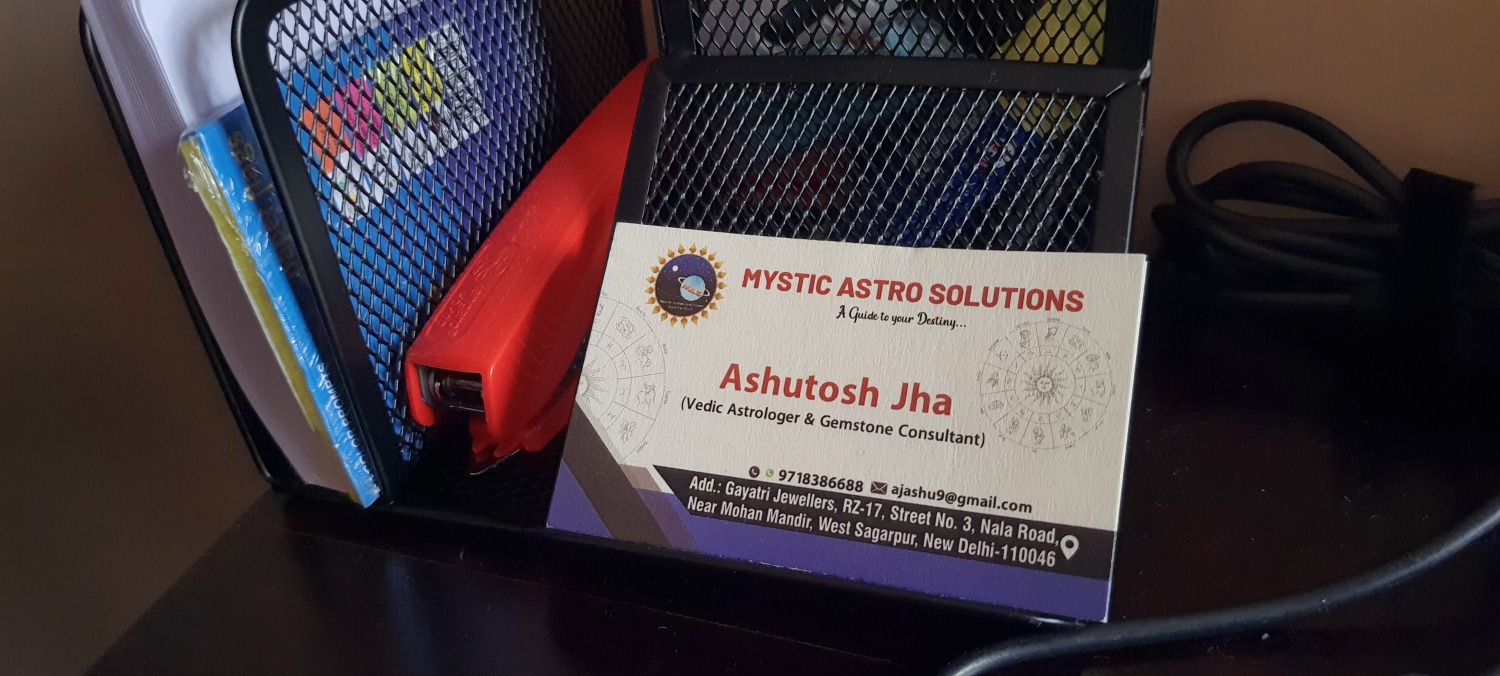 MYSTIC ASTRO SOLUTIONS
A Guide to your Destiny...
Ashutosh Jha
(Vedic Astrologer & Gemstone Consultant)
9718386688 ajashu9@gmail.com
Add.: Gayatri Jewellers, RZ-17, Street No. 3, Nala Road,
Near Mohan Mandir, West Sagarpur, New Delhi-110046